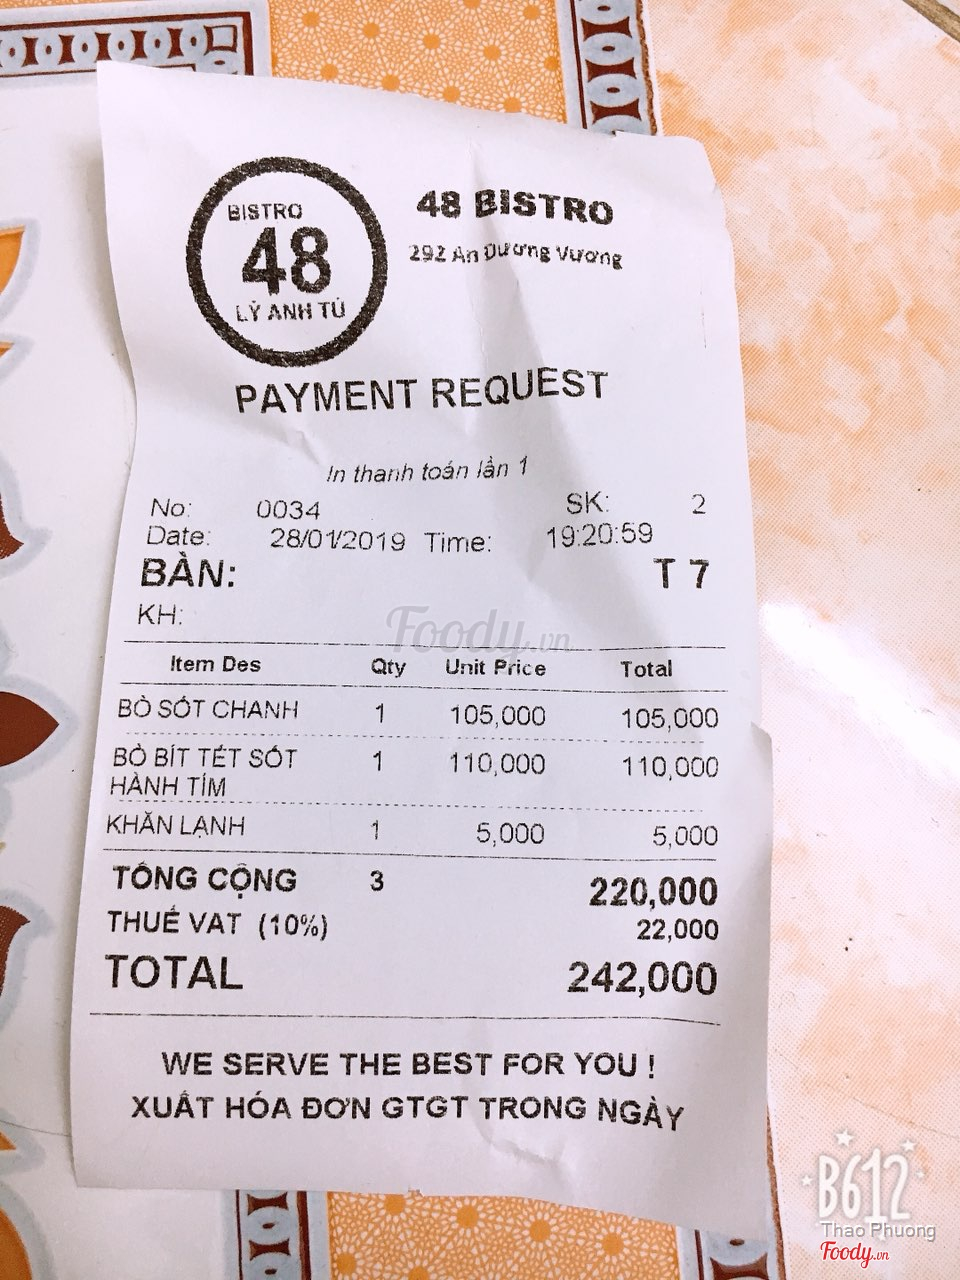 BISTRO
48
LÝ ANH TÚ
48 BISTRO
292 An Dương Vương
PAYMENT REQUEST
In thanh toán lần 1
No: 0034 SK: 2
Date: 28/01/2019 Time: 19:20:59
BÀN: T 7
KH:
Foody.vn
Item Des Qty Unit Price Total
BÒ SỐT CHANH 1 105,000 105,000
BÒ BÍT TẾT SỐT 1 110,000 110,000
HÀNH TÍM
KHĂN LẠNH 1 5,000 5,000
TỔNG CỘNG 3 220,000
THUẾ VAT (10%) 22,000
TOTAL 242,000
WE SERVE THE BEST FOR YOU !
XUẤT HÓA ĐƠN GTGT TRONG NGÀY
B612
Thao Phuong
Foody.vn